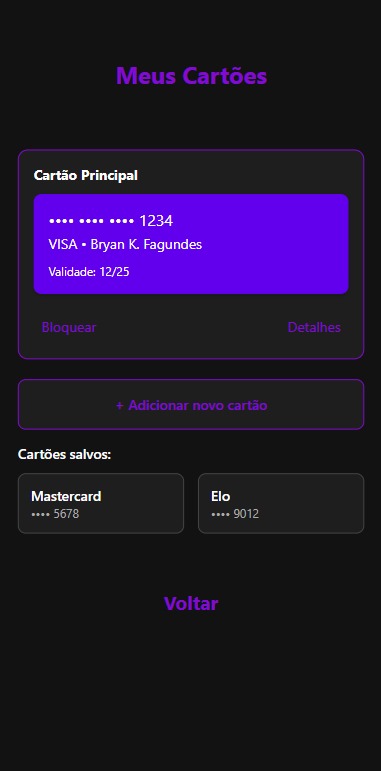 Meus Cartões
Cartão Principal
•••• •••• •••• 1234
VISA • Bryan K. Fagundes
Validade: 12/25
Bloquear Detalhes
+ Adicionar novo cartão
Cartões salvos:
Mastercard Elo
•••• 5678 •••• 9012
Voltar